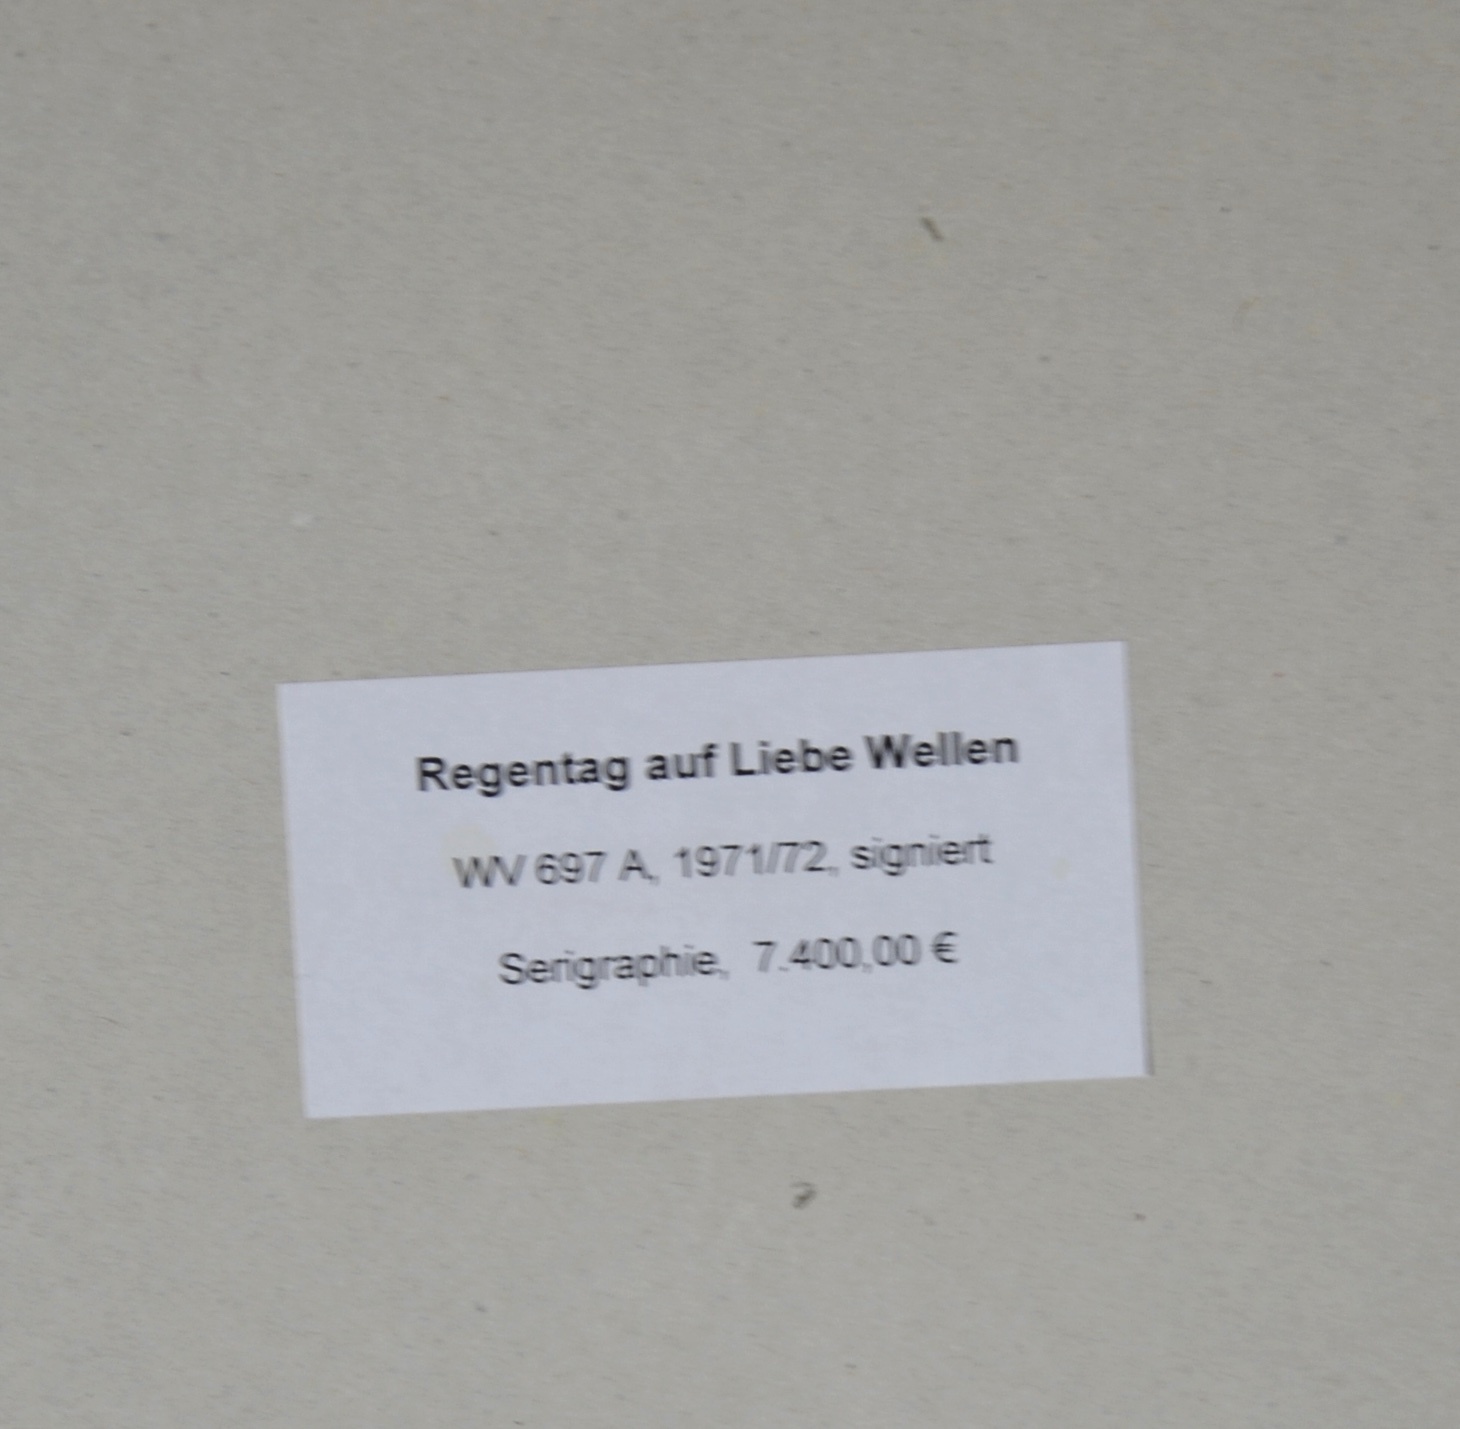 Regentag auf Liebe Wellen
WV 697 A, 1971/72, signiert
Serigraphie, 7.400,00 €